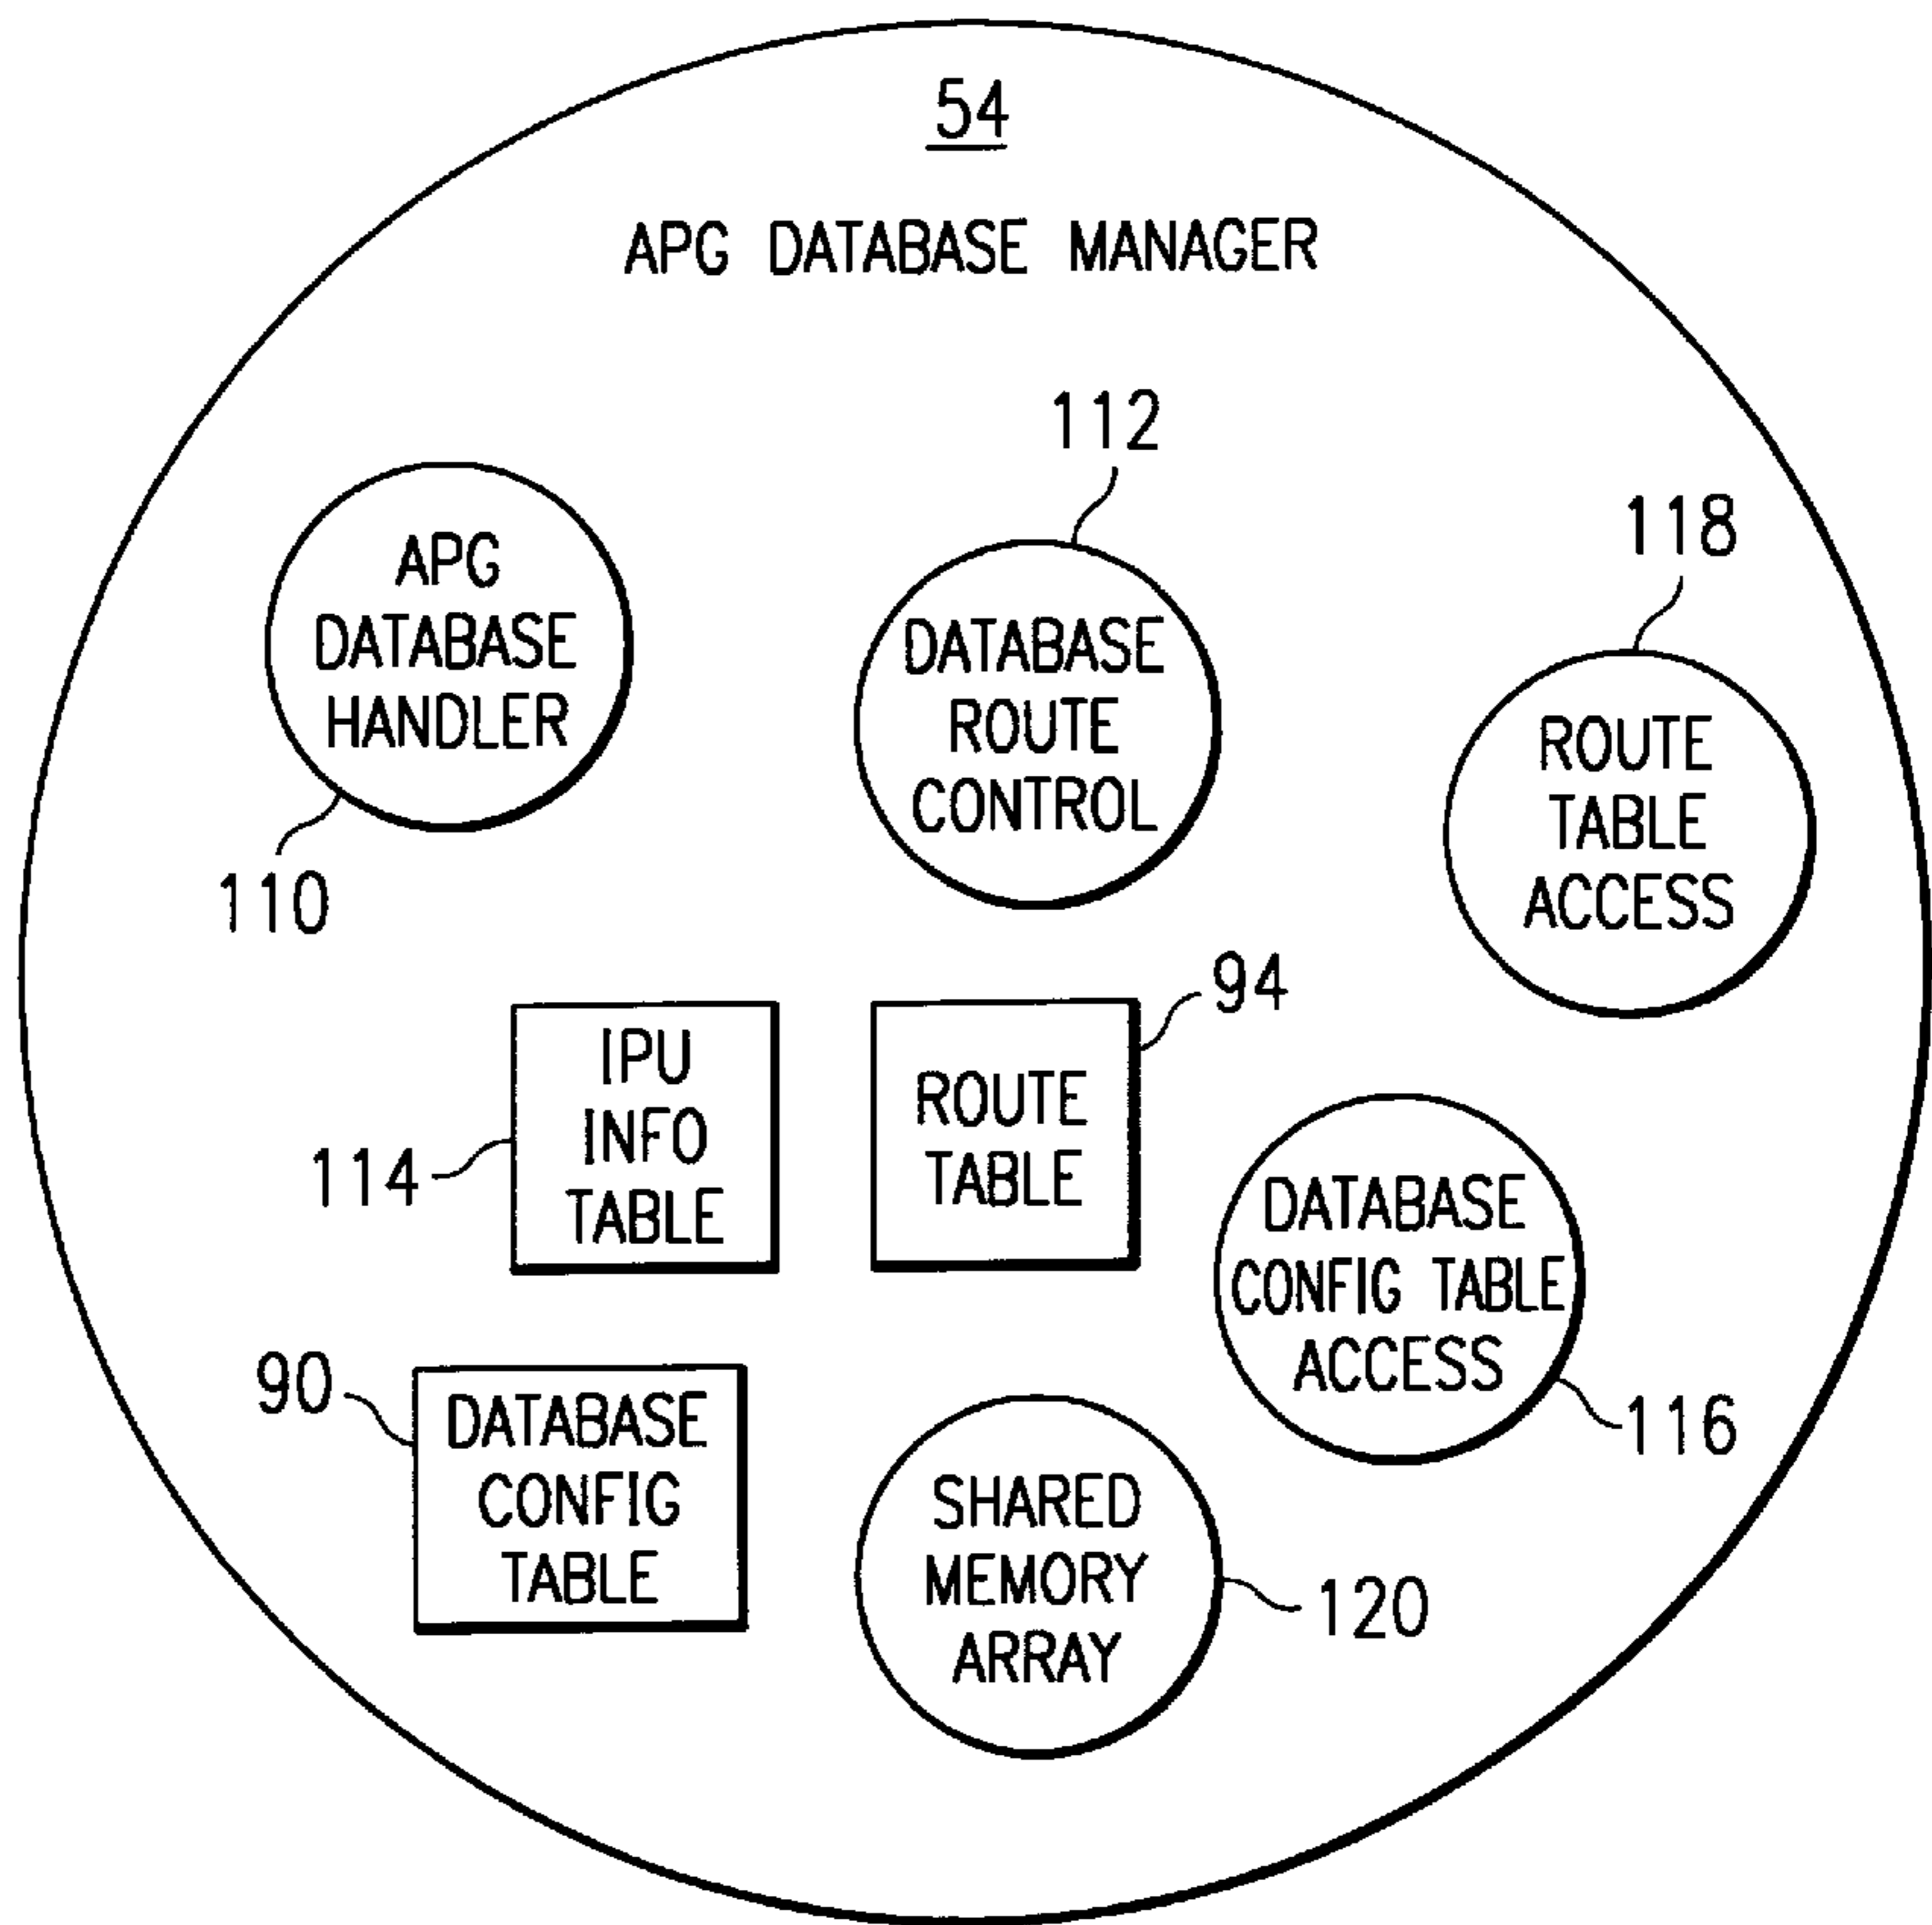 54
APG DATABASE MANAGER
112
118
APG
DATABASE
HANDLER
110
DATABASE
ROUTE
CONTROL
ROUTE
TABLE
ACCESS
94
IPU
INFO
TABLE
114
ROUTE
TABLE
DATABASE
CONFIG TABLE
ACCESS
116
90
DATABASE
CONFIG
TABLE
SHARED
MEMORY
ARRAY
120